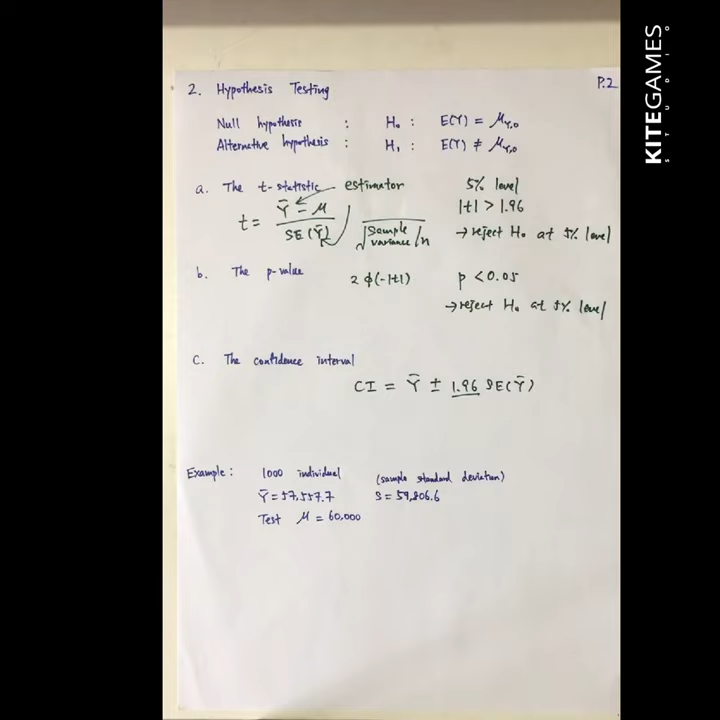 P.2
2. Hypothesis Testing
Null hypothesis : H₀ : E(Y) = μY,0
Alternative hypothesis : H₁ : E(Y) ≠ μY,0
a. The t-statistic estimator 5% level
t = (Ȳ - μ) / SE(Ȳ) √(sample variance / n) |t| > 1.96
→ reject H₀ at 5% level
b. The p-value 2 ϕ(-|t|) p < 0.05
→ reject H₀ at 5% level
c. The confidence interval
CI = Ȳ ± 1.96 SE(Ȳ)
Example : 1000 individual (sample standard deviation)
Ȳ = 57,557.7 S = 57,806.6
Test μ = 60,000
KITEGAMES
STUDIO